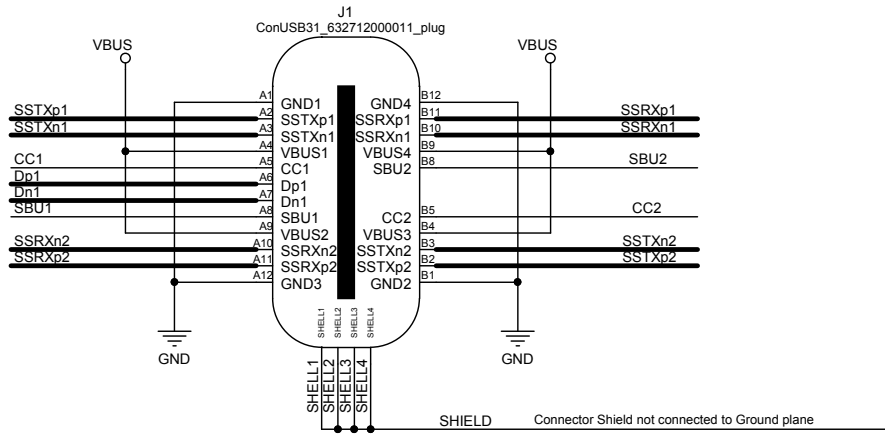 J1
ConUSB31_632712000011_plug
VBUS
VBUS
A1
GND1
GND4
B12
SSTXp1
A2
SSTXp1
SSRXp1
B11
SSRXp1
SSTXn1
A3
SSTXn1
SSRXn1
B10
SSRXn1
A4
VBUS1
VBUS4
B9
CC1
A5
CC1
SBU2
B8
SBU2
Dp1
A6
Dp1
Dn1
A7
Dn1
SBU1
A8
SBU1
CC2
B5
CC2
A9
VBUS2
VBUS3
B4
SSRXn2
A10
SSRXn2
SSTXn2
B3
SSTXn2
SSRXp2
A11
SSRXp2
SSTXp2
B2
SSTXp2
A12
GND3
GND2
B1
SHELL1
SHELL2
SHELL3
SHELL4
GND
GND
SHELL1
SHELL2
SHELL3
SHELL4
SHIELD
Connector Shield not connected to Ground plane